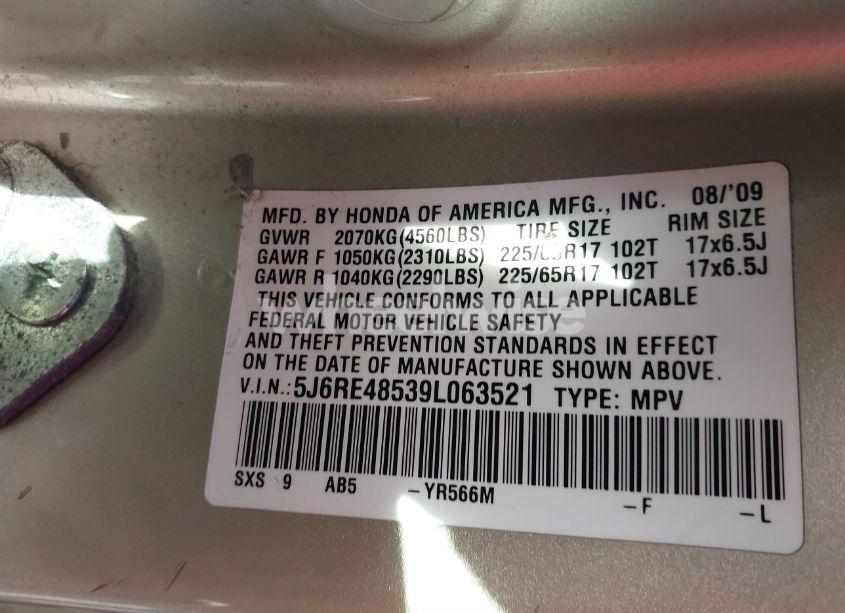 MFD. BY HONDA OF AMERICA MFG., INC. 08/'09
GVWR 2070KG(4560LBS) TIRE SIZE RIM SIZE
GAWR F 1050KG(2310LBS) 225/65R17 102T 17x6.5J
GAWR R 1040KG(2290LBS) 225/65R17 102T 17x6.5J
THIS VEHICLE CONFORMS TO ALL APPLICABLE
FEDERAL MOTOR VEHICLE SAFETY
AND THEFT PREVENTION STANDARDS IN EFFECT
ON THE DATE OF MANUFACTURE SHOWN ABOVE.
V.I.N.: 5J6RE48539L063521 TYPE: MPV
SXS 9 AB5 -YR566M -F -L